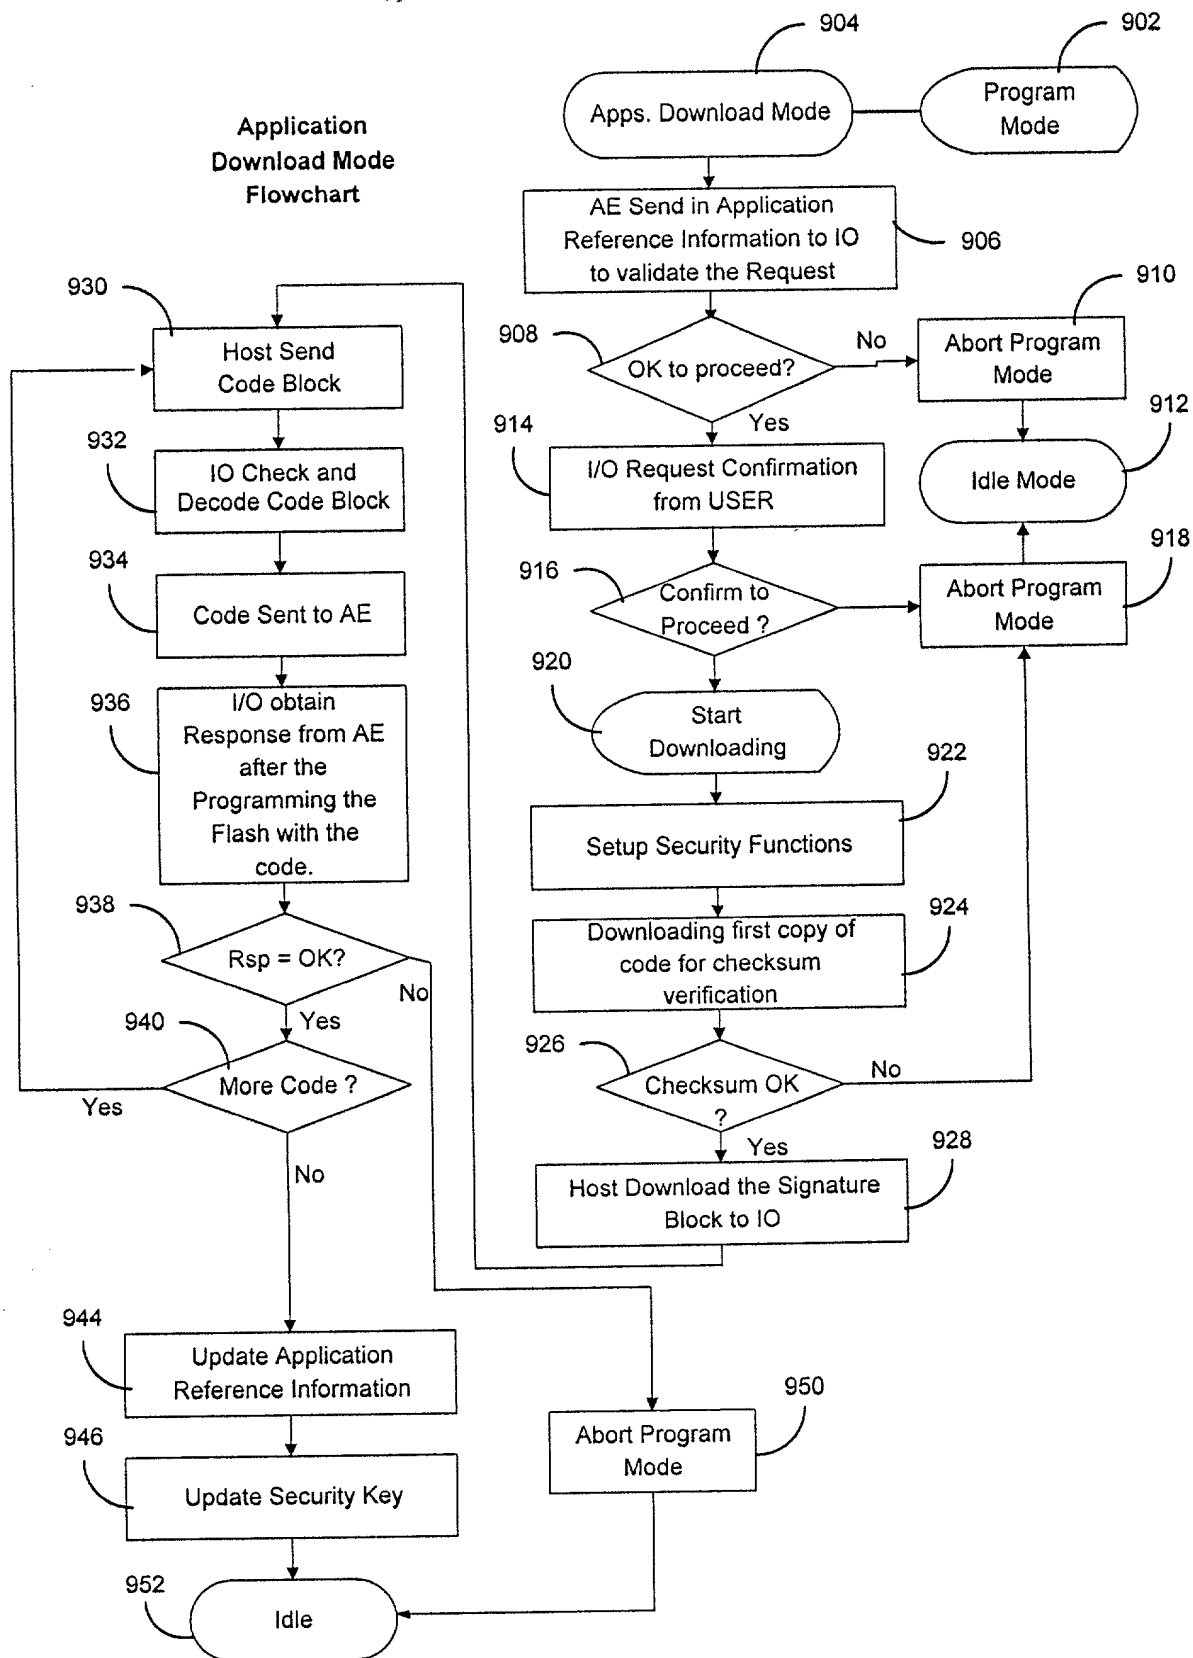 904
902
Apps. Download Mode
Program
Mode
Application
Download Mode
Flowchart
AE Send in Application
Reference Information to IO
to validate the Request
906
930
910
908
Host Send
Code Block
OK to proceed?
No
Abort Program
Mode
Yes
912
914
932
IO Check and
Decode Code Block
I/O Request Confirmation
from USER
Idle Mode
918
934
916
Code Sent to AE
Confirm to
Proceed ?
Abort Program
Mode
920
936
I/O obtain
Response from AE
after the
Programming the
Flash with the
code.
Start
Downloading
922
Setup Security Functions
938
924
Rsp = OK?
Downloading first copy of
code for checksum
verification
No
Yes
940
926
More Code ?
Checksum OK
?
No
Yes
Yes
928
No
Host Download the Signature
Block to IO
944
Update Application
Reference Information
950
946
Abort Program
Mode
Update Security Key
952
Idle